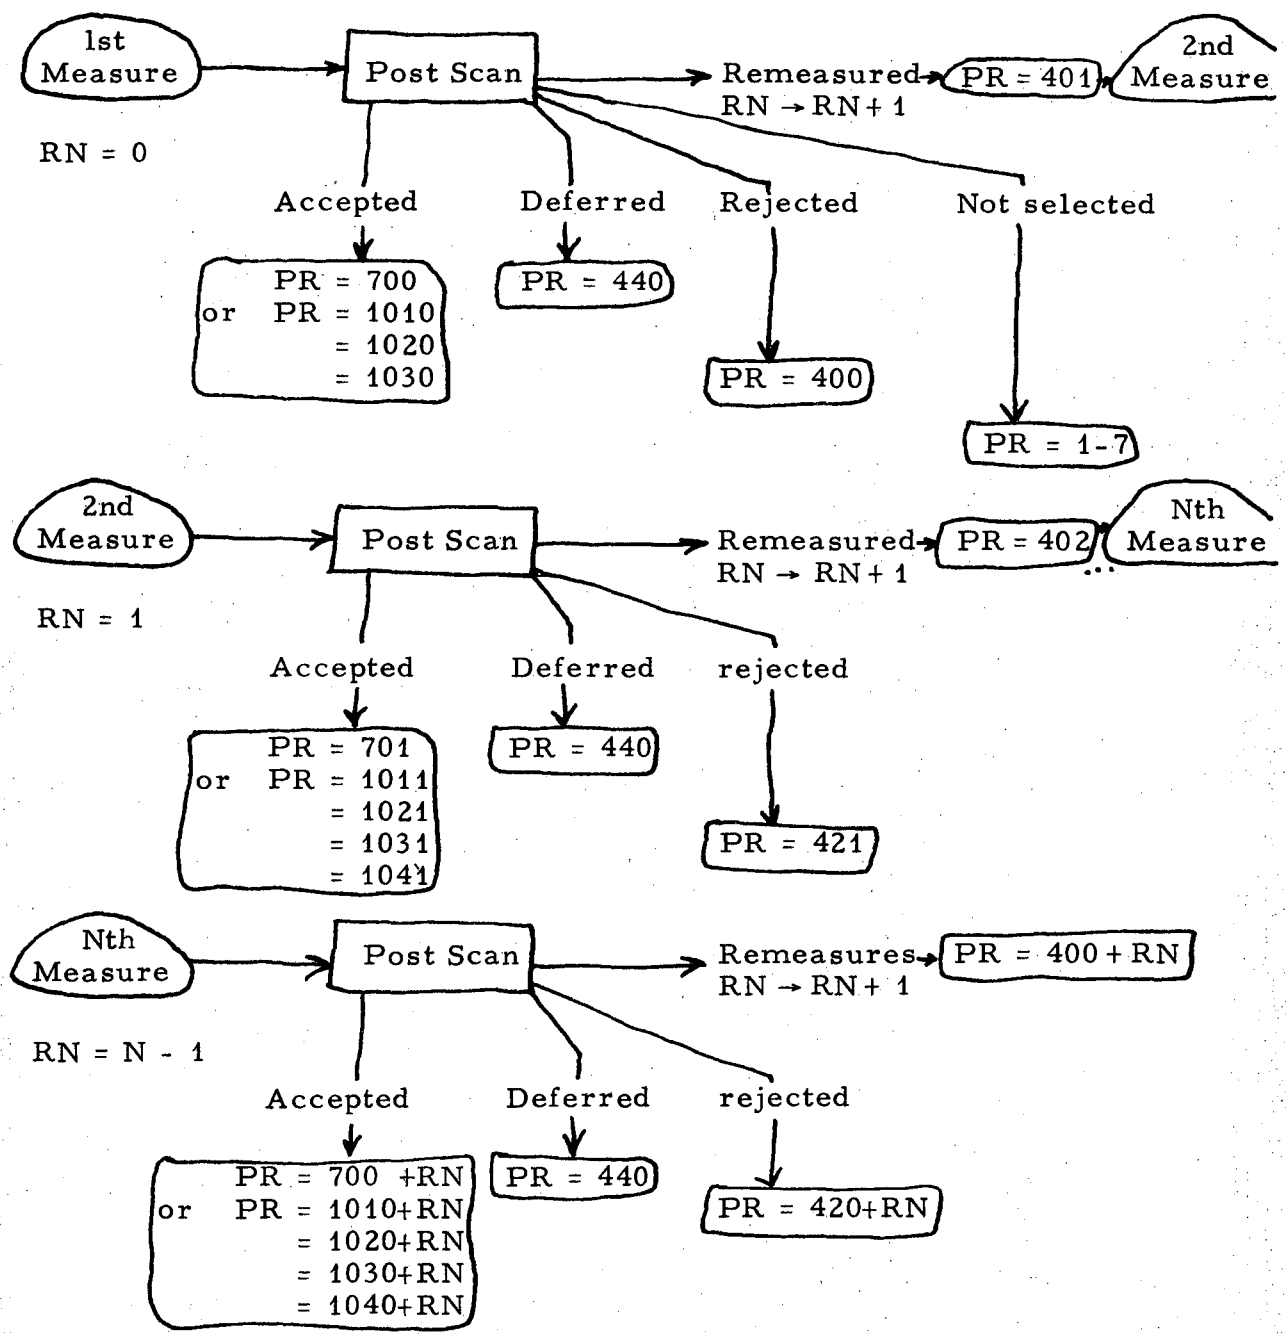 1st
Measure
Post Scan
Remeasured
RN → RN + 1
PR = 401
2nd
Measure
RN = 0
Accepted
Deferred
Rejected
Not selected
PR = 700
or PR = 1010
= 1020
= 1030
PR = 440
PR = 400
PR = 1-7
2nd
Measure
Post Scan
Remeasured
RN → RN + 1
PR = 402
...
Nth
Measure
RN = 1
Accepted
Deferred
rejected
PR = 701
or PR = 1011
= 1021
= 1031
= 1041
PR = 440
PR = 421
Nth
Measure
Post Scan
Remeasures
RN → RN + 1
PR = 400 + RN
RN = N - 1
Accepted
Deferred
rejected
PR = 700 +RN
or PR = 1010+RN
= 1020+RN
= 1030+RN
= 1040+RN
PR = 440
PR = 420+RN